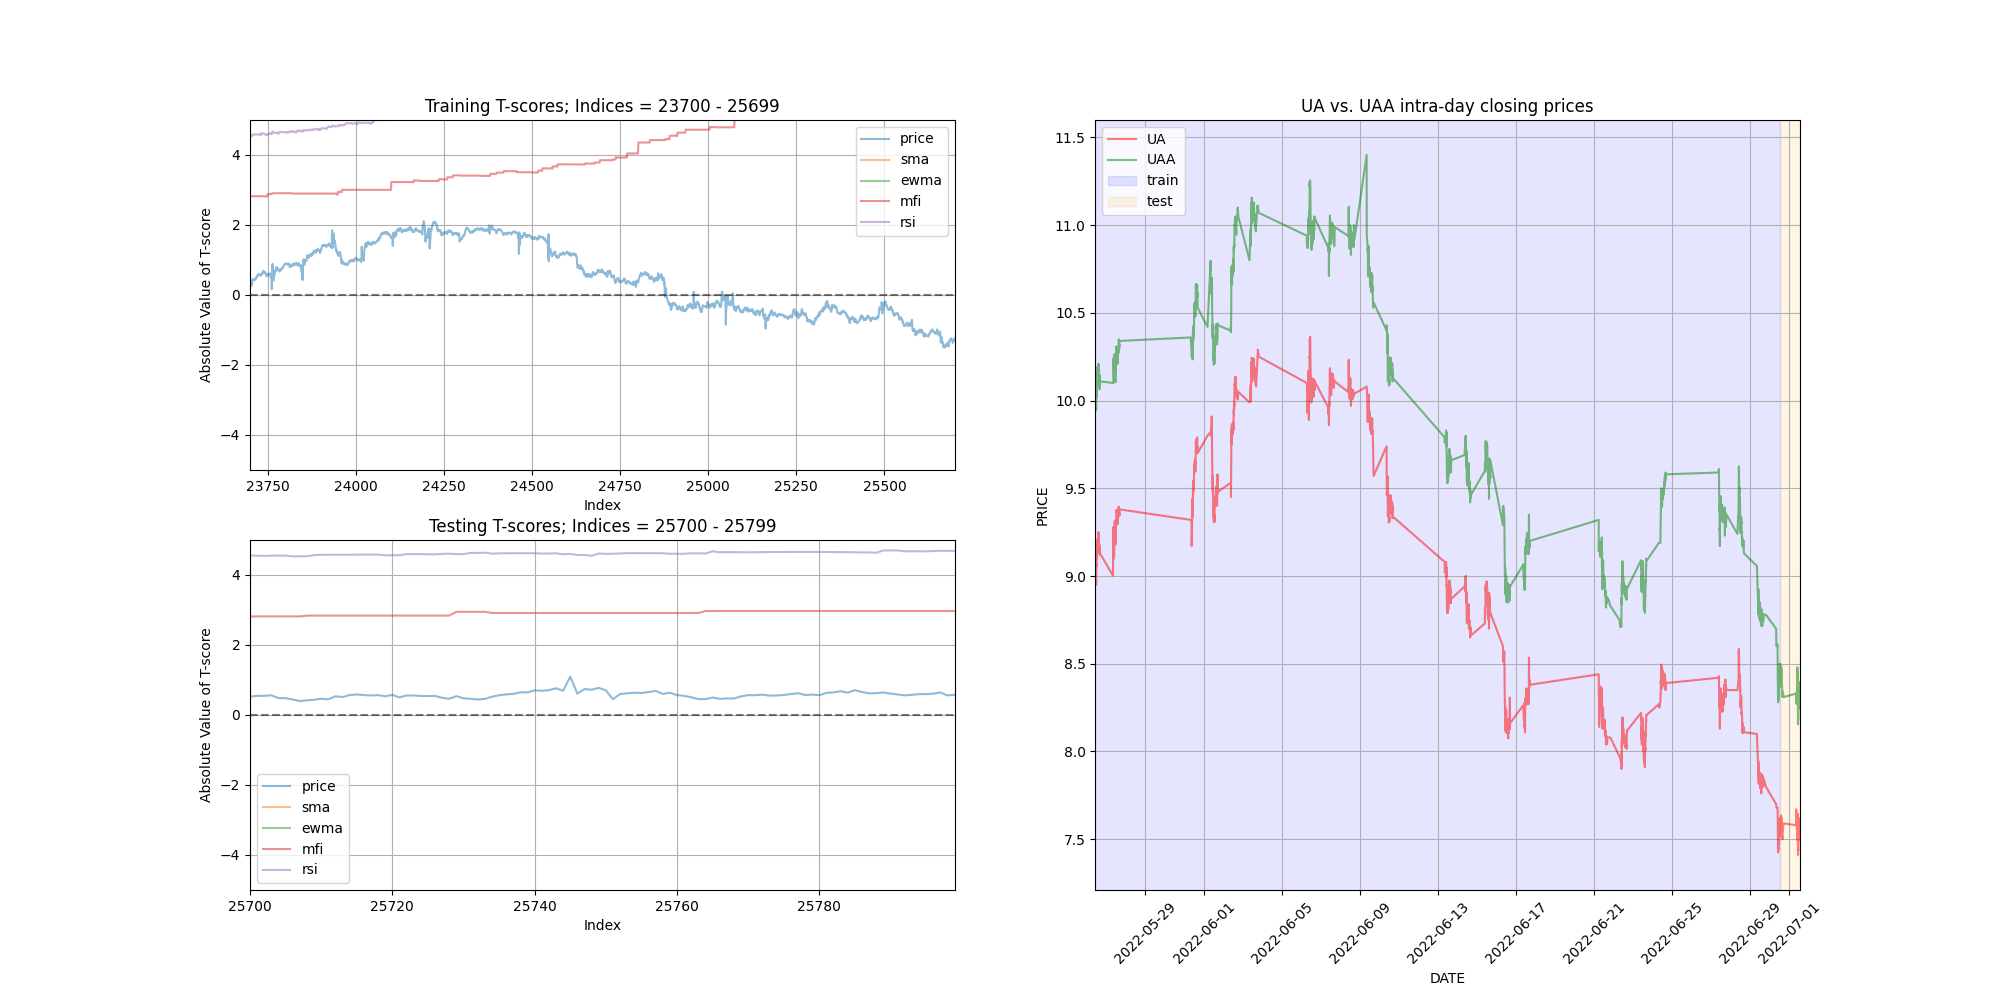 Training T-scores; Indices = 23700 - 25699
Absolute Value of T-score
4
2
0
−2
−4
price
sma
ewma
mfi
rsi
23750 24000 24250 24500 24750 25000 25250 25500
Index
Testing T-scores; Indices = 25700 - 25799
Absolute Value of T-score
4
2
0
−2
−4
price
sma
ewma
mfi
rsi
25700 25720 25740 25760 25780
Index
UA vs. UAA intra-day closing prices
PRICE
11.5
11.0
10.5
10.0
9.5
9.0
8.5
8.0
7.5
UA
UAA
train
test
2022-05-29 2022-06-01 2022-06-05 2022-06-09 2022-06-13 2022-06-17 2022-06-21 2022-06-25 2022-06-29 2022-07-01
DATE